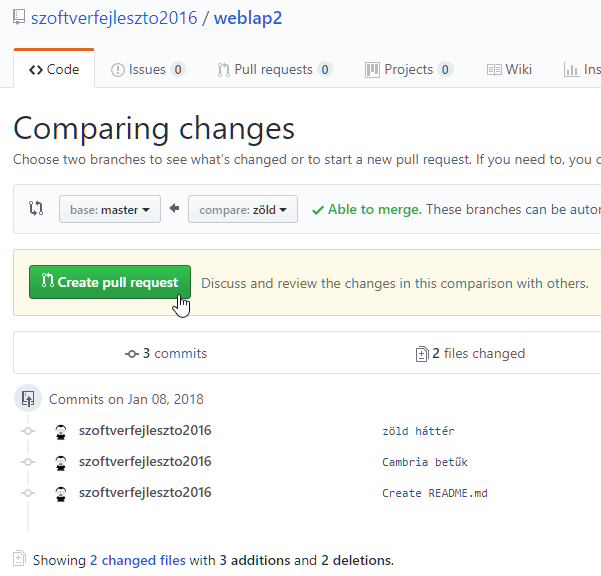 szoftverfejleszto2016 / weblap2
Code Issues 0 Pull requests 0 Projects 0 Wiki Ins
Comparing changes
Choose two branches to see what's changed or to start a new pull request. If you need to, you c
base: master compare: zöld Able to merge. These branches can be autor
Create pull request Discuss and review the changes in this comparison with others.
3 commits 2 files changed
Commits on Jan 08, 2018
szoftverfejleszto2016 zöld háttér
szoftverfejleszto2016 Cambria betűk
szoftverfejleszto2016 Create README.md
Showing 2 changed files with 3 additions and 2 deletions.